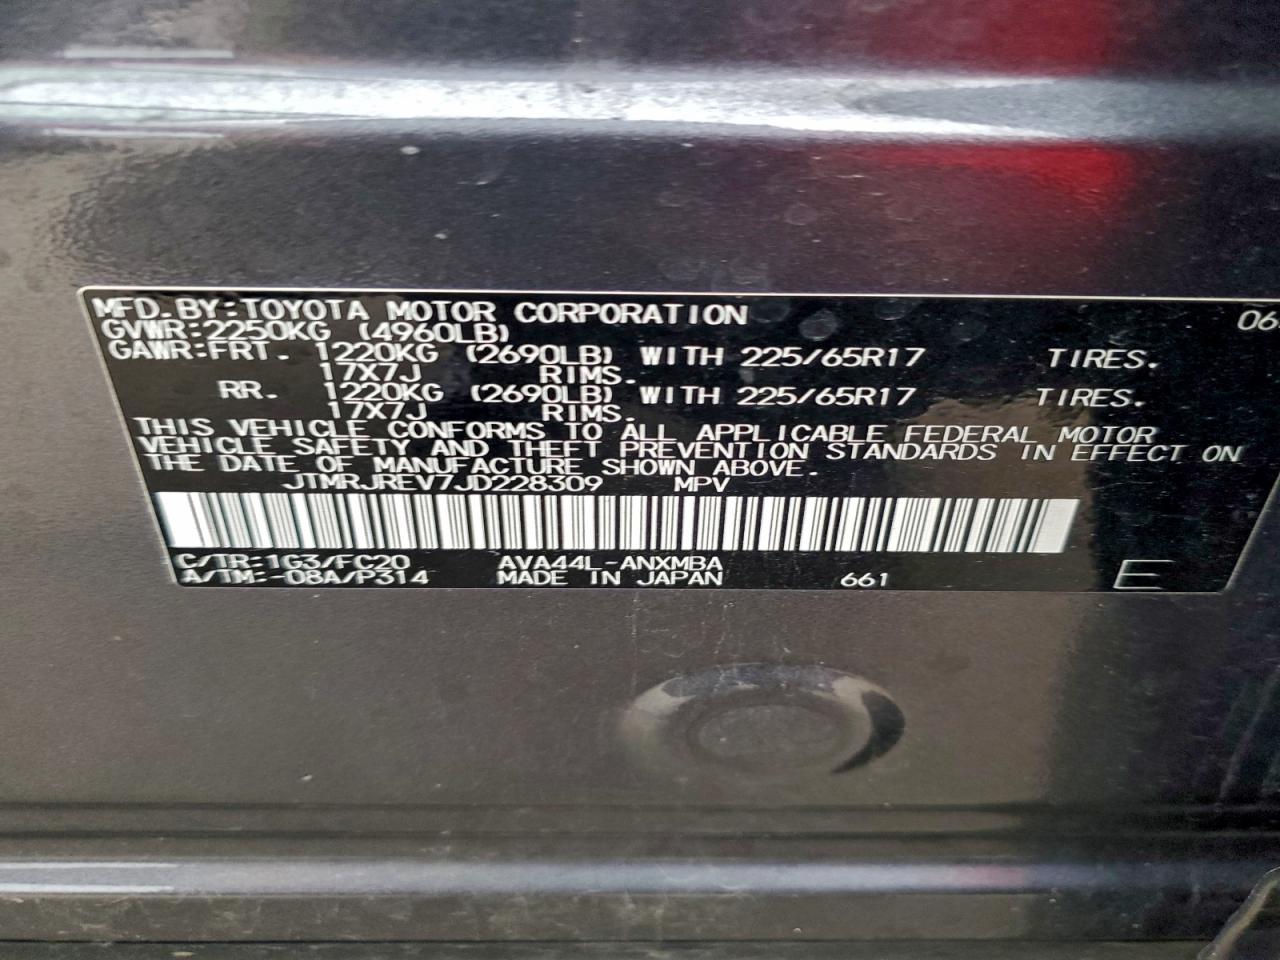 MFD. BY: TOYOTA MOTOR CORPORATION 06
GVWR: 2250KG (4960LB)
GAWR: FRT. 1220KG (2690LB) WITH 225/65R17 TIRES.
17X7J RIMS.
RR. 1220KG (2690LB) WITH 225/65R17 TIRES.
17X7J RIMS.
THIS VEHICLE CONFORMS TO ALL APPLICABLE FEDERAL MOTOR
VEHICLE SAFETY AND THEFT PREVENTION STANDARDS IN EFFECT ON
THE DATE OF MANUFACTURE SHOWN ABOVE.
JTMRJREV7JD228309 MPV
C/TR: 1G3/FC20 AVA44L-ANXMBA
A/TM: -08A/P314 MADE IN JAPAN 661 E